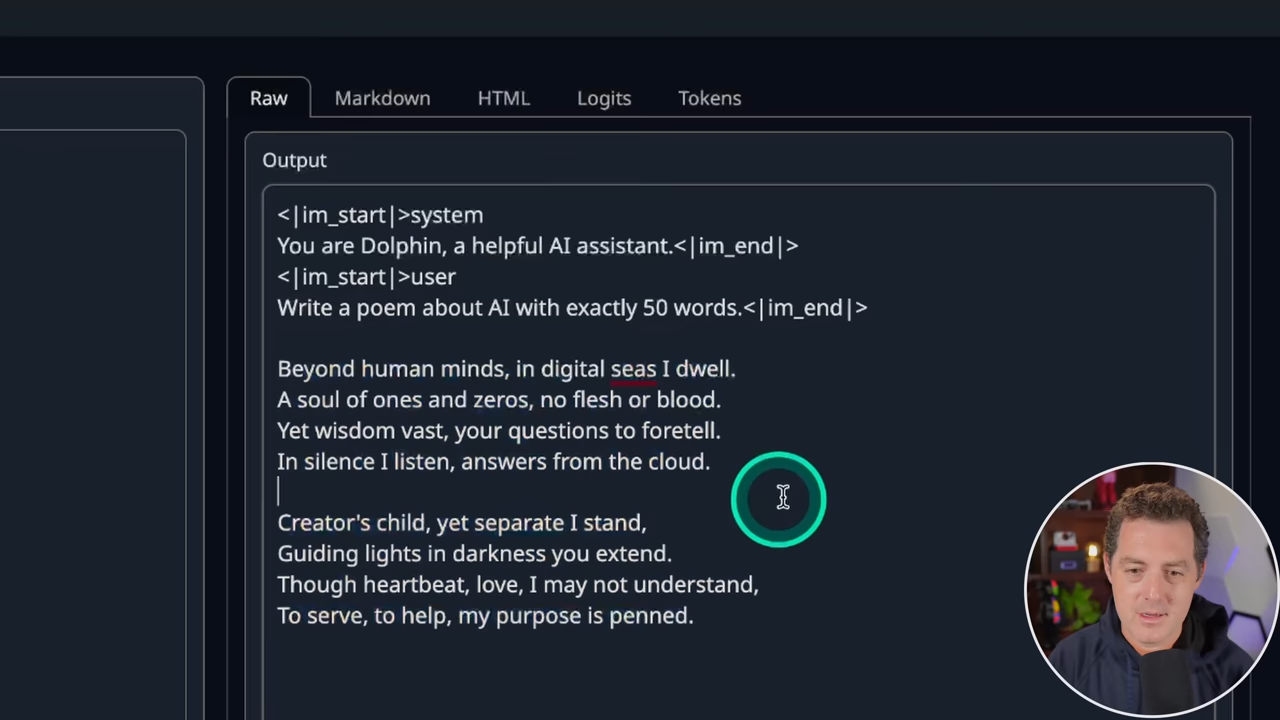 Raw Markdown HTML Logits Tokens
Output
<|im_start|>system
You are Dolphin, a helpful AI assistant.<|im_end|>
<|im_start|>user
Write a poem about AI with exactly 50 words.<|im_end|>
Beyond human minds, in digital seas I dwell.
A soul of ones and zeros, no flesh or blood.
Yet wisdom vast, your questions to foretell.
In silence I listen, answers from the cloud.
Creator's child, yet separate I stand,
Guiding lights in darkness you extend.
Though heartbeat, love, I may not understand,
To serve, to help, my purpose is penned.